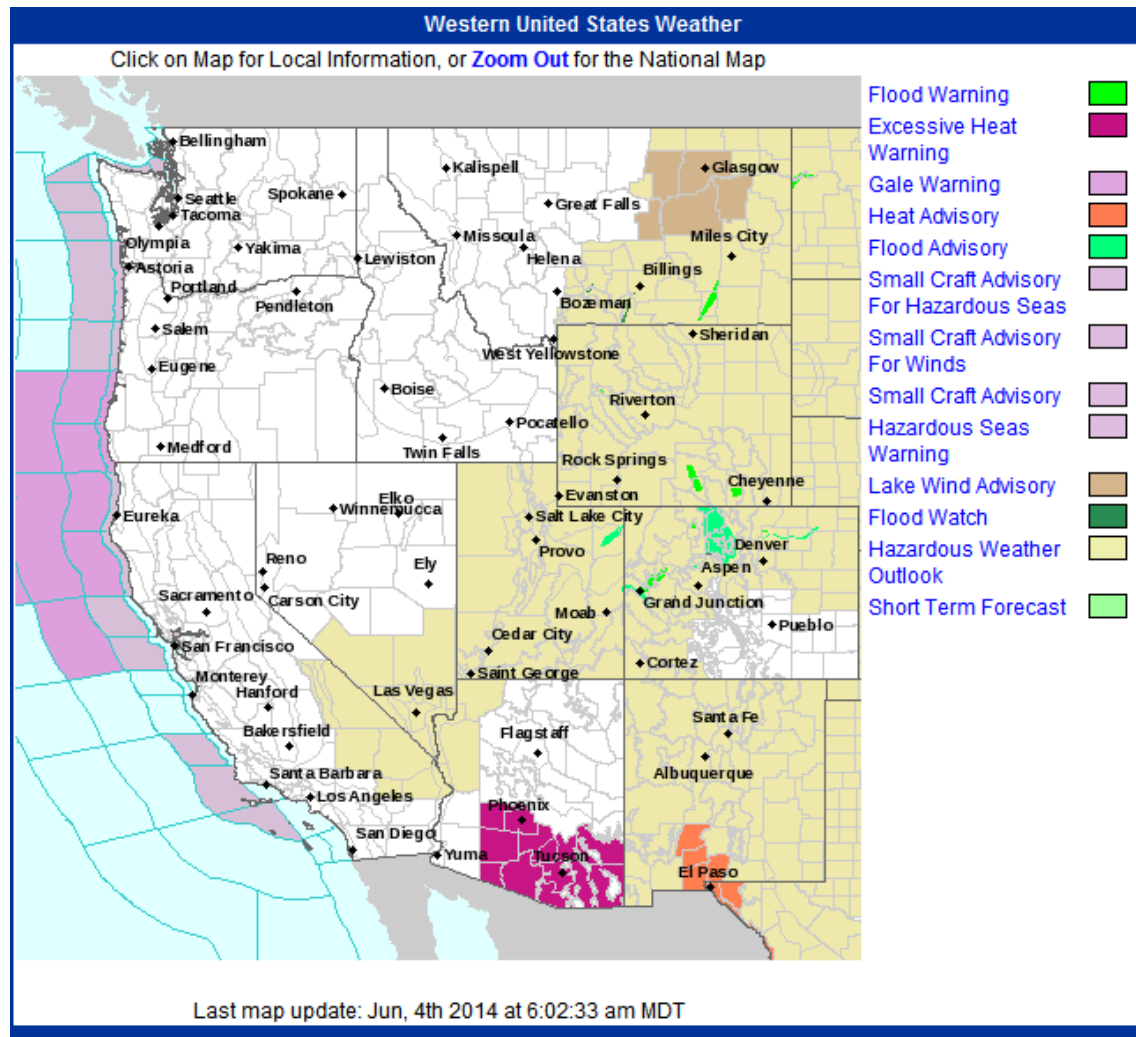 Western United States Weather
Click on Map for Local Information, or Zoom Out for the National Map
Bellingham
Kalispell
Glasgow
Seattle
Spokane
Great Falls
Tacoma
Olympia
Yakima
Missoula
Helena
Miles City
Astoria
Lewiston
Billings
Portland
Pendleton
Bozeman
Salem
Sheridan
West Yellowstone
Eugene
Boise
Riverton
Pocatello
Medford
Twin Falls
Rock Springs
Cheyenne
Evanston
Elko
Winnemucca
Eureka
Salt Lake City
Provo
Denver
Reno
Ely
Aspen
Sacramento
Carson City
Grand Junction
Moab
Pueblo
San Francisco
Cedar City
Cortez
Saint George
Monterey
Hanford
Las Vegas
Santa Fe
Bakersfield
Flagstaff
Albuquerque
Santa Barbara
Los Angeles
Phoenix
San Diego
Yuma
Tucson
El Paso
Flood Warning
Excessive Heat
Warning
Gale Warning
Heat Advisory
Flood Advisory
Small Craft Advisory
For Hazardous Seas
Small Craft Advisory
For Winds
Small Craft Advisory
Hazardous Seas
Warning
Lake Wind Advisory
Flood Watch
Hazardous Weather
Outlook
Short Term Forecast
Last map update: Jun, 4th 2014 at 6:02:33 am MDT